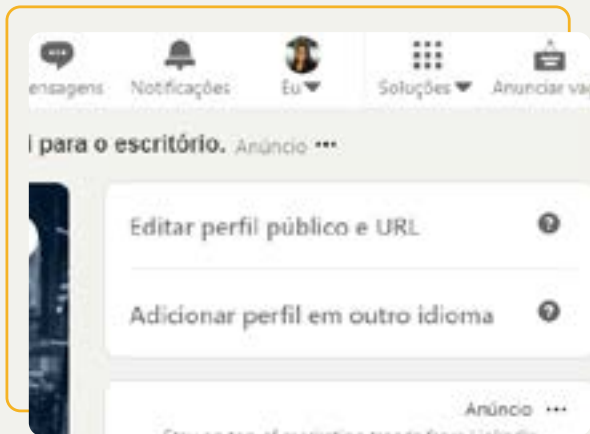 ensagens Notificações Eu Soluções Anunciar vag
i para o escritório. Anúncio •••
Editar perfil público e URL
Adicionar perfil em outro idioma
Anúncio •••